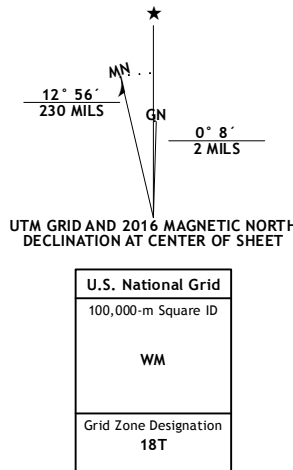 ★
MN
GN
12° 56´
230 MILS
0° 8´
2 MILS
UTM GRID AND 2016 MAGNETIC NORTH
DECLINATION AT CENTER OF SHEET
U.S. National Grid
100,000-m Square ID
WM
Grid Zone Designation
18T